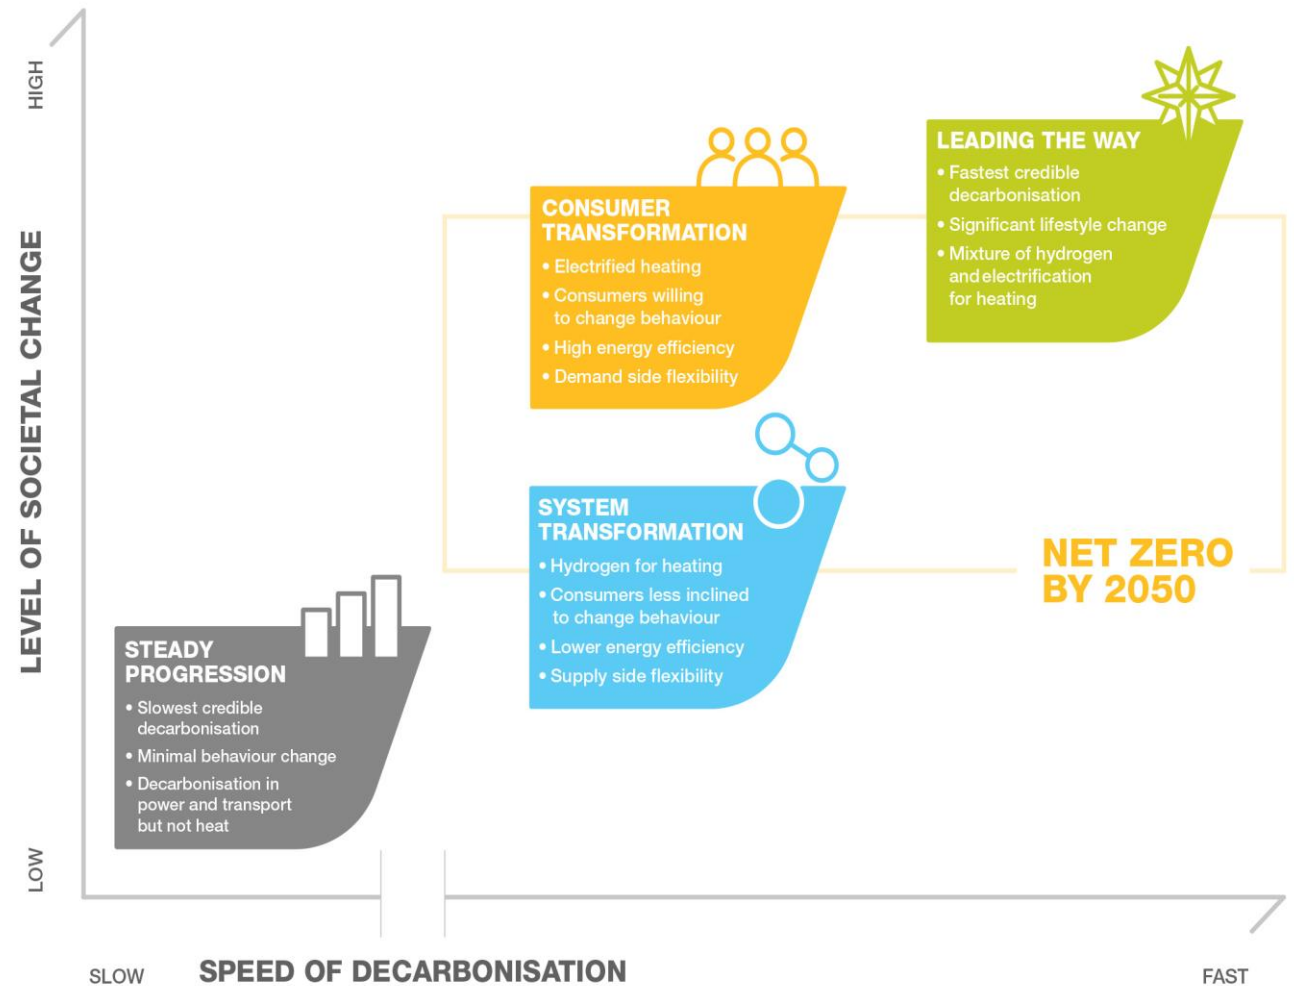 HIGH
LEVEL OF SOCIETAL CHANGE
LOW
LEADING THE WAY
• Fastest credible
decarbonisation
• Significant lifestyle change
• Mixture of hydrogen
and electrification
for heating
CONSUMER
TRANSFORMATION
• Electrified heating
• Consumers willing
to change behaviour
• High energy efficiency
• Demand side flexibility
SYSTEM
TRANSFORMATION
• Hydrogen for heating
• Consumers less inclined
to change behaviour
• Lower energy efficiency
• Supply side flexibility
NET ZERO
BY 2050
STEADY
PROGRESSION
• Slowest credible
decarbonisation
• Minimal behaviour change
• Decarbonisation in
power and transport
but not heat
SLOW
SPEED OF DECARBONISATION
FAST